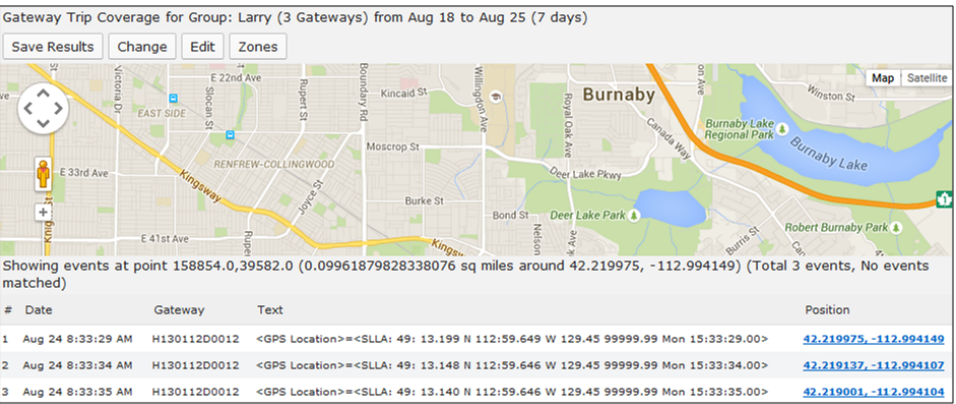 Gateway Trip Coverage for Group: Larry (3 Gateways) from Aug 18 to Aug 25 (7 days)
Save Results Change Edit Zones
Map Satellite
E 22nd Ave
Victoria Dr
Slocan St
Rupert St
Boundary Rd
Kincaid St
Willingdon Ave
Burnaby
Royal Oak Ave
Winston St
EAST SIDE
Canada Way
Burnaby Lake
Regional Park
Burnaby Lake
Moscrop St
RENFREW-COLLINGWOOD
E 33rd Ave
Kingsway
Joyce St
Deer Lake Pkwy
Burke St
Bond St
Deer Lake Park
Robert Burnaby Park
1
Nelson
Burris St
E 41st Ave
Showing events at point 158854.0,39582.0 (0.09961879828338076 sq miles around 42.219975, -112.994149) (Total 3 events, No events
matched)
# Date Gateway Text Position
1 Aug 24 8:33:29 AM H130112D0012 <GPS Location>=<SLLA: 49: 13.199 N 112:59.649 W 129.45 99999.99 Mon 15:33:29.00> 42.219975, -112.994149
2 Aug 24 8:33:34 AM H130112D0012 <GPS Location>=<SLLA: 49: 13.148 N 112:59.646 W 129.45 99999.99 Mon 15:33:34.00> 42.219137, -112.994107
3 Aug 24 8:33:35 AM H130112D0012 <GPS Location>=<SLLA: 49: 13.140 N 112:59.646 W 129.45 99999.99 Mon 15:33:35.00> 42.219001, -112.994104